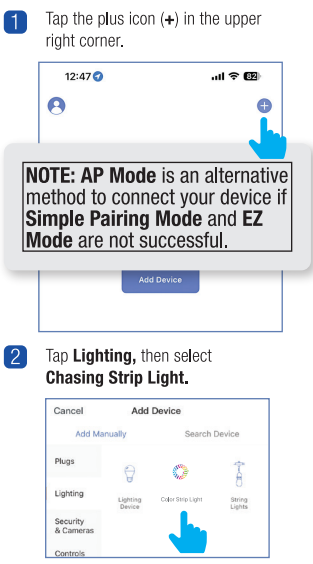 1 Tap the plus icon (+) in the upper
right corner.
12:47 82
NOTE: AP Mode is an alternative
method to connect your device if
Simple Pairing Mode and EZ
Mode are not successful.
Add Device
2 Tap Lighting, then select
Chasing Strip Light.
Cancel Add Device
Add Manually Search Device
Plugs
Lighting
Lighting
Device
Color Strip Light
String
Lights
Security
& Cameras
Controls